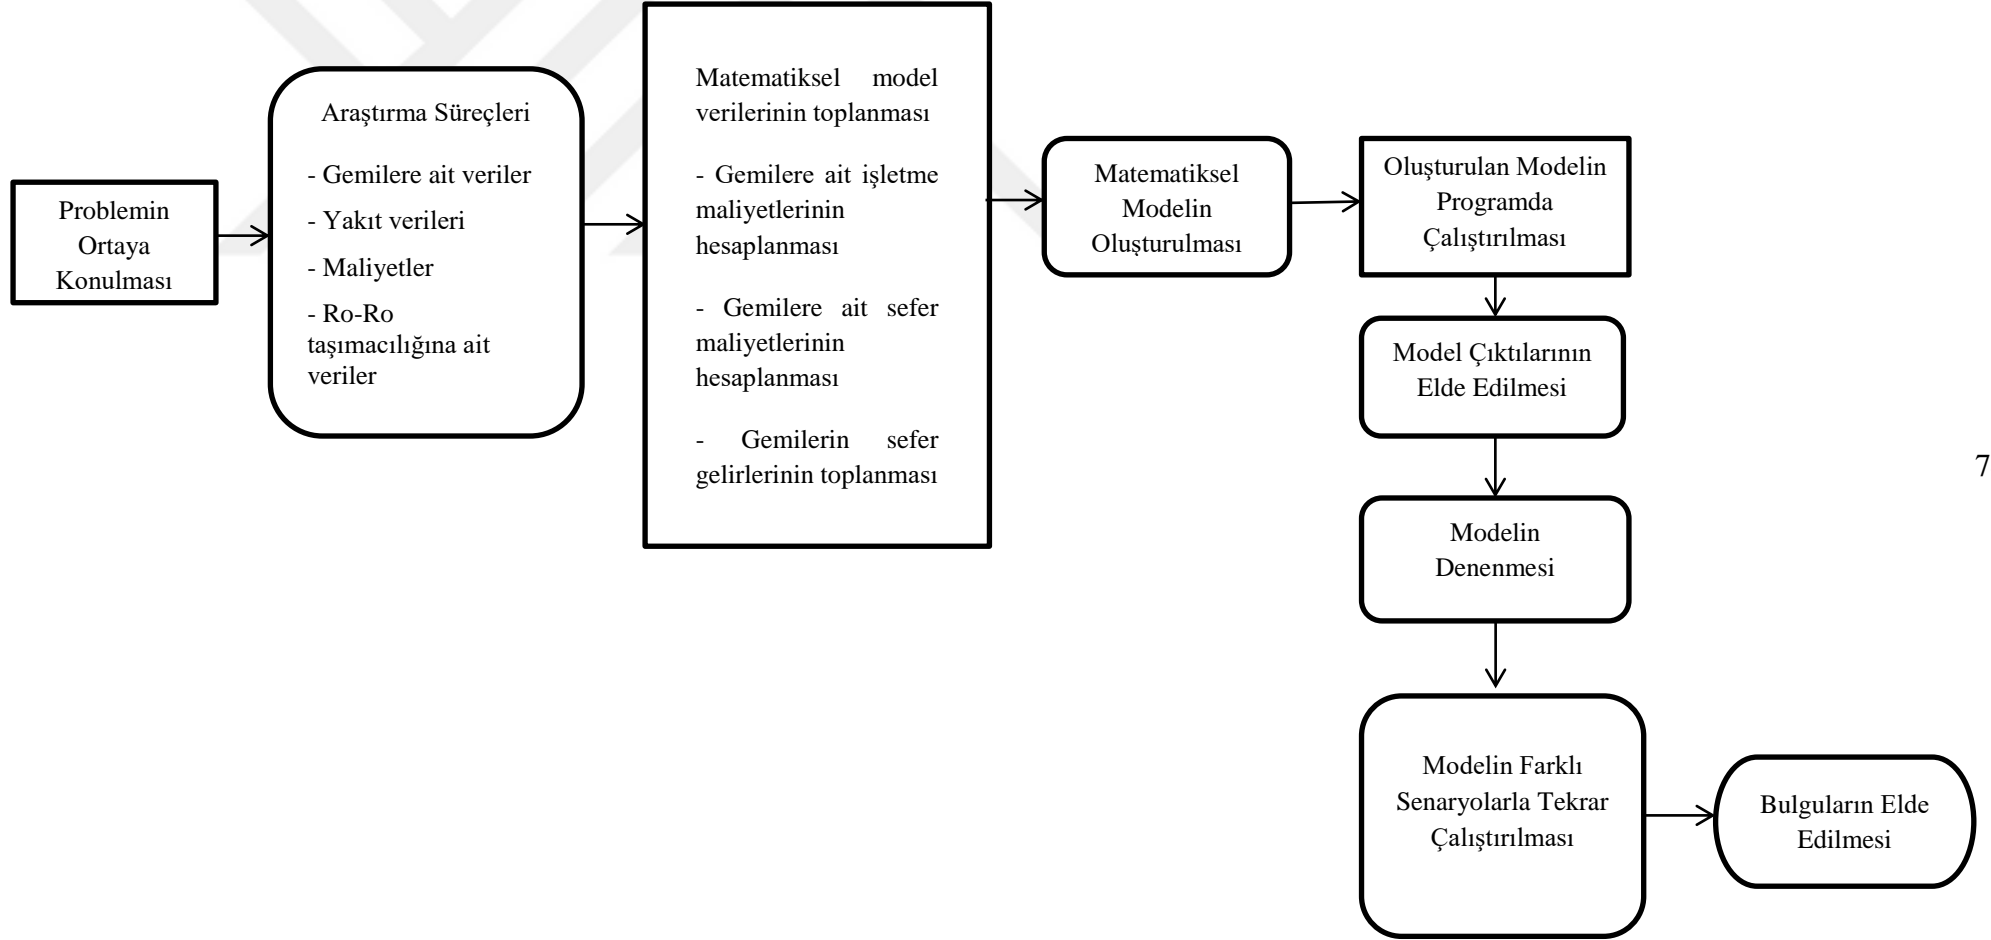 Problemin
Ortaya
Konulması
Araştırma Süreçleri
- Gemilere ait veriler
- Yakıt verileri
- Maliyetler
- Ro-Ro
taşımacılığına ait
veriler
Matematiksel model
verilerinin toplanması
- Gemilere ait işletme
maliyetlerinin
hesaplanması
- Gemilere ait sefer
maliyetlerinin
hesaplanması
- Gemilerin sefer
gelirlerinin toplanması
Matematiksel
Modelin
Oluşturulması
Oluşturulan Modelin
Programda
Çalıştırılması
Model Çıktılarının
Elde Edilmesi
Modelin
Denenmesi
Modelin Farklı
Senaryolarla Tekrar
Çalıştırılması
Bulguların Elde
Edilmesi
7